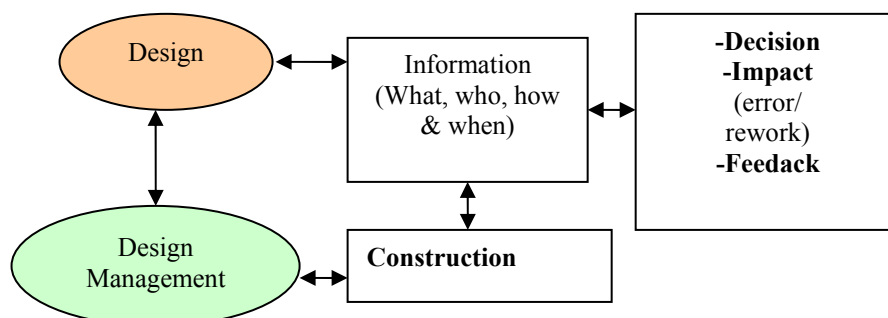 Design
Information
(What, who, how
& when)
-Decision
-Impact
(error/
rework)
-Feedack
Design
Management
Construction